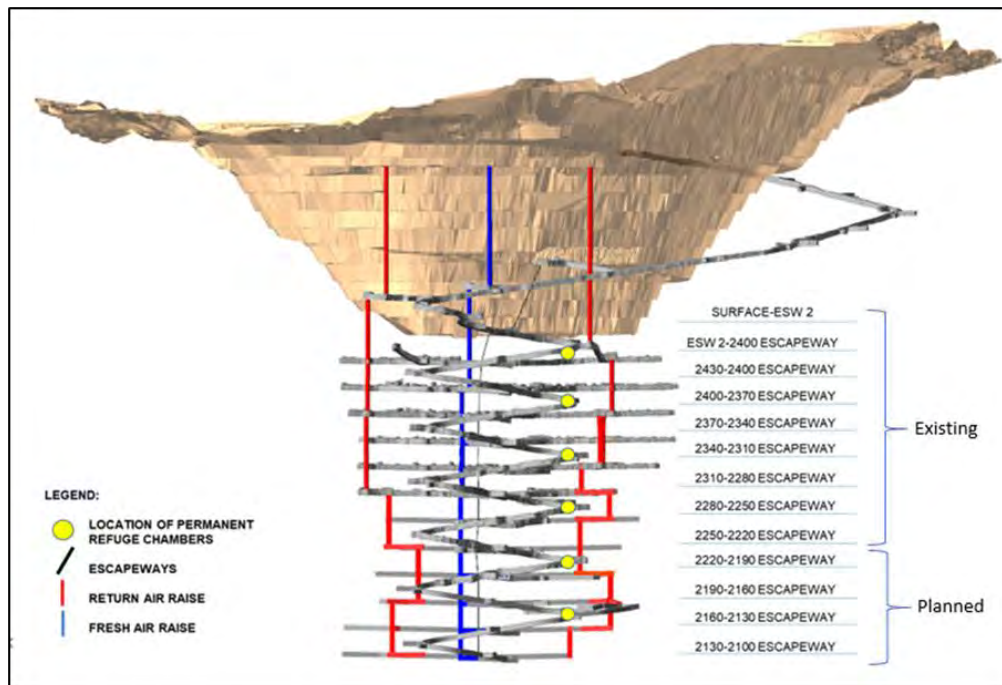 SURFACE-ESW 2
ESW 2-2400 ESCAPEWAY
2430-2400 ESCAPEWAY
2400-2370 ESCAPEWAY
2370-2340 ESCAPEWAY
2340-2310 ESCAPEWAY
2310-2280 ESCAPEWAY
2280-2250 ESCAPEWAY
2250-2220 ESCAPEWAY
Existing
2220-2190 ESCAPEWAY
2190-2160 ESCAPEWAY
2160-2130 ESCAPEWAY
2130-2100 ESCAPEWAY
Planned
LEGEND:
LOCATION OF PERMANENT
REFUGE CHAMBERS
ESCAPEWAYS
RETURN AIR RAISE
FRESH AIR RAISE